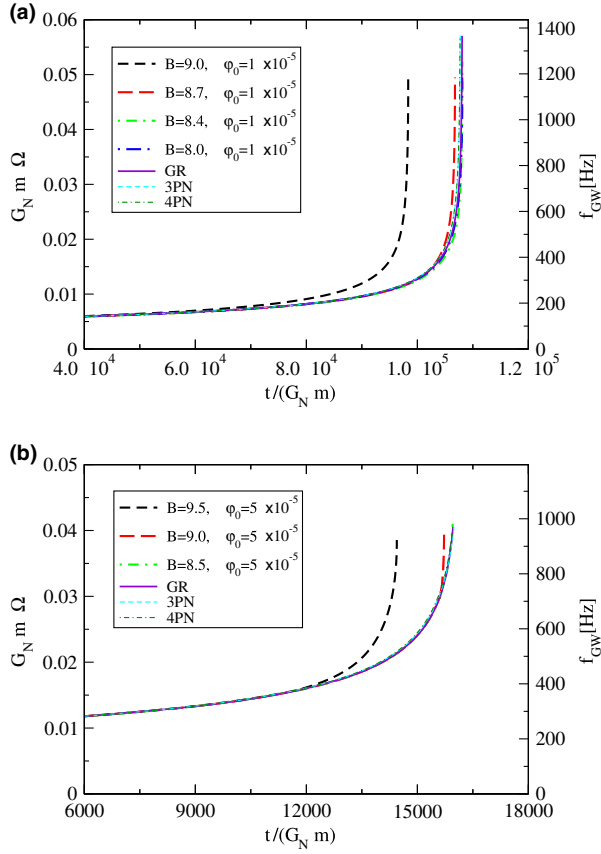 (a)
0.06
0.05
0.04
0.03
0.02
0.01
0
G_N m Ω
B=9.0, φ_0=1 x10^-5
B=8.7, φ_0=1 x10^-5
B=8.4, φ_0=1 x10^-5
B=8.0, φ_0=1 x10^-5
GR
3PN
4PN
1400
1200
1000
800
600
400
200
0
f_GW[Hz]
4.0 10^4 6.0 10^4 8.0 10^4 1.0 10^5 1.2 10^5
t/(G_N m)
(b)
0.05
0.04
0.03
0.02
0.01
0
G_N m Ω
B=9.5, φ_0=5 x10^-5
B=9.0, φ_0=5 x10^-5
B=8.5, φ_0=5 x10^-5
GR
3PN
4PN
1000
800
600
400
200
0
f_GW[Hz]
6000 9000 12000 15000 18000
t/(G_N m)